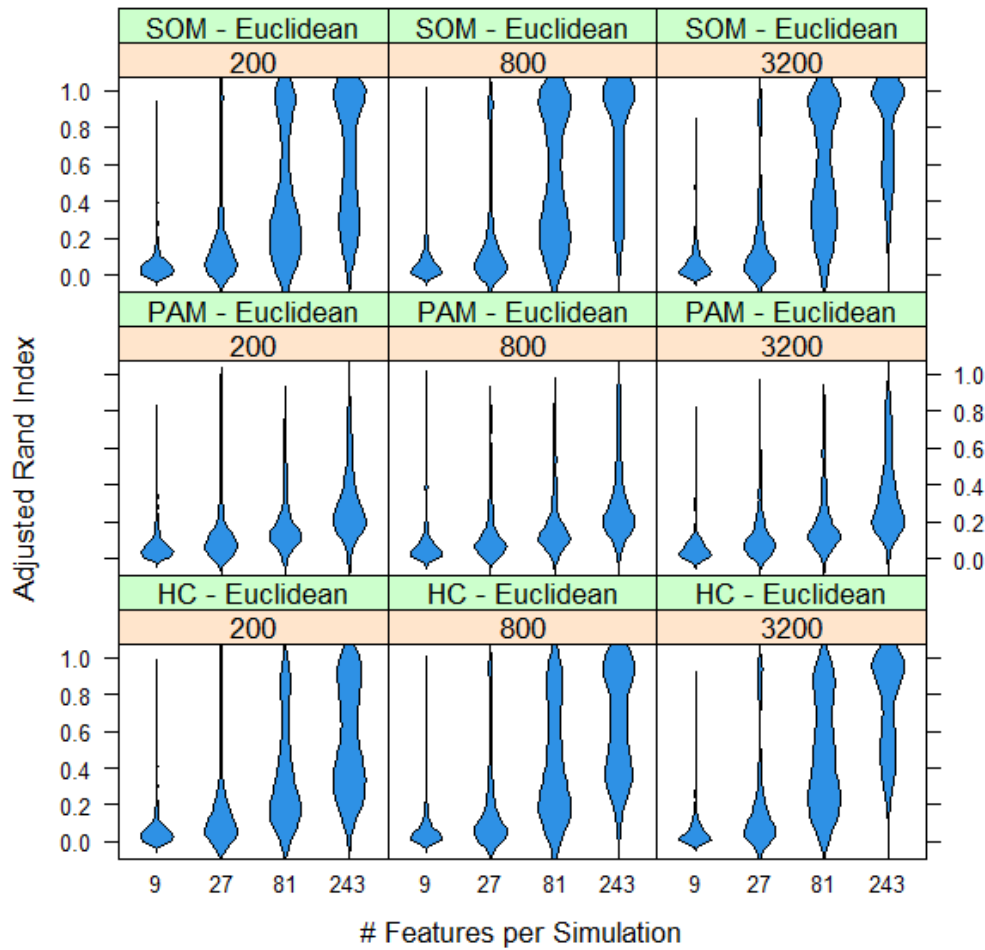 SOM - Euclidean SOM - Euclidean SOM - Euclidean
200 800 3200
1.0
0.8
0.6
0.4
0.2
0.0
PAM - Euclidean PAM - Euclidean PAM - Euclidean
200 800 3200
1.0
0.8
0.6
0.4
0.2
0.0
HC - Euclidean HC - Euclidean HC - Euclidean
200 800 3200
1.0
0.8
0.6
0.4
0.2
0.0
9 27 81 243 9 27 81 243 9 27 81 243
# Features per Simulation
Adjusted Rand Index